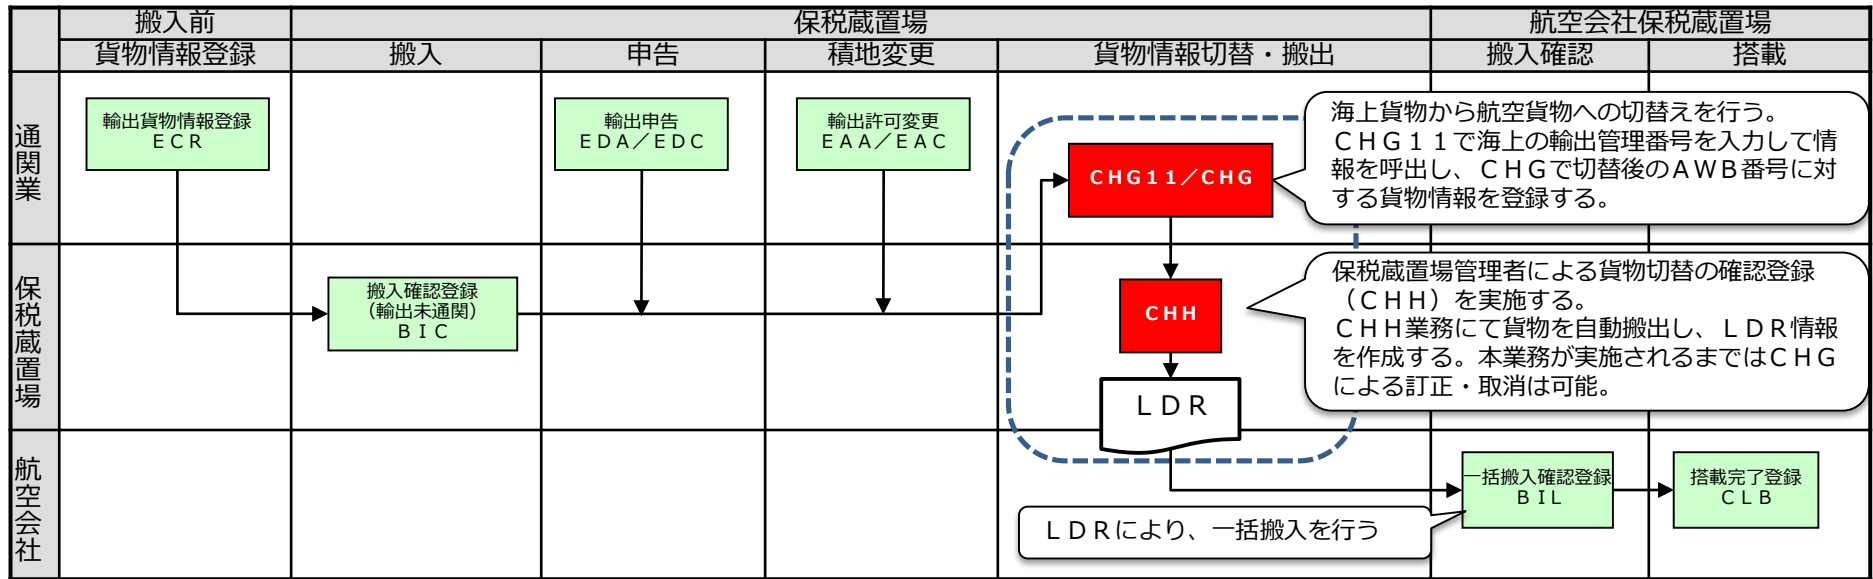 搬入前
保税蔵置場
航空会社保税蔵置場
貨物情報登録
搬入
申告
積地変更
貨物情報切替・搬出
搬入確認
搭載
通関業
輸出貨物情報登録
ＥＣＲ
輸出申告
ＥＤＡ／ＥＤＣ
輸出許可変更
ＥＡＡ／ＥＡＣ
ＣＨＧ１１／ＣＨＧ
海上貨物から航空貨物への切替えを行う。
ＣＨＧ１１で海上の輸出管理番号を入力して情
報を呼出し、ＣＨＧで切替後のＡＷＢ番号に対
する貨物情報を登録する。
保税蔵置場
搬入確認登録
（輸出未通関）
ＢＩＣ
ＣＨＨ
保税蔵置場管理者による貨物切替の確認登録
（ＣＨＨ）を実施する。
ＣＨＨ業務にて貨物を自動搬出し、ＬＤＲ情報
を作成する。本業務が実施されるまではＣＨＧ
による訂正・取消は可能。
ＬＤＲ
航空会社
一括搬入確認登録
ＢＩＬ
搭載完了登録
ＣＬＢ
ＬＤＲにより、一括搬入を行う